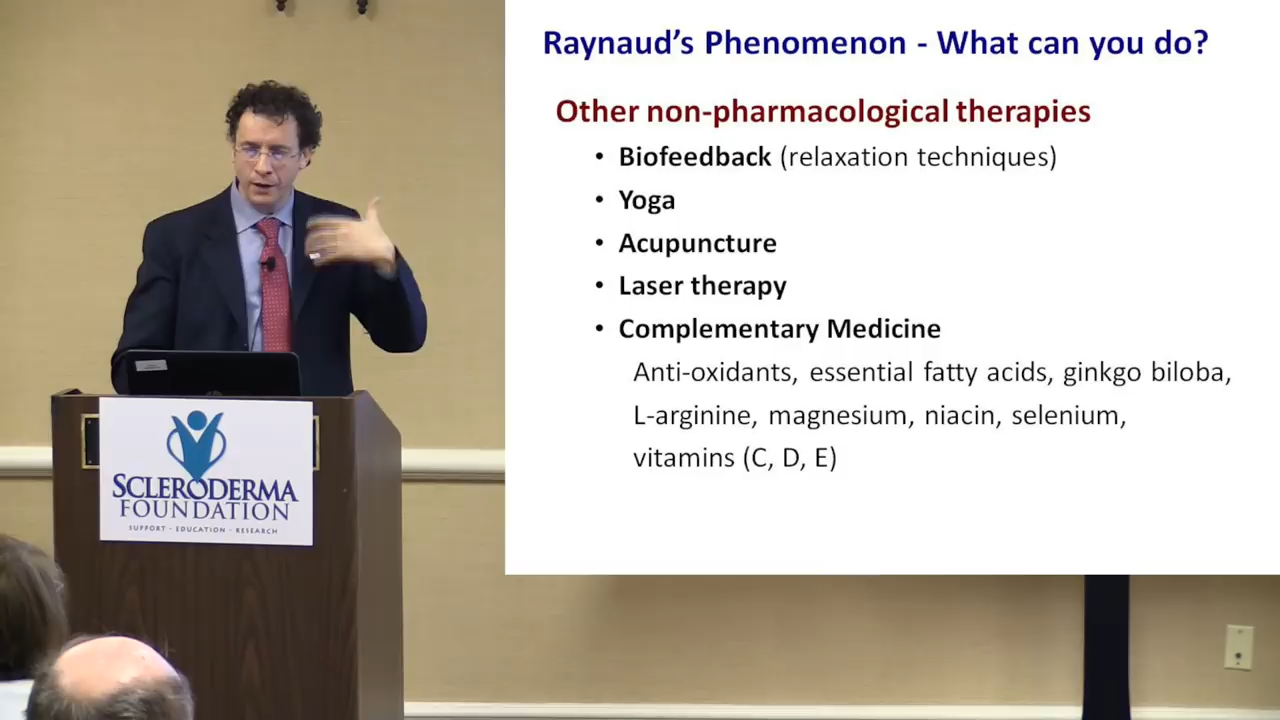 Raynaud's Phenomenon - What can you do?
Other non-pharmacological therapies
• Biofeedback (relaxation techniques)
• Yoga
• Acupuncture
• Laser therapy
• Complementary Medicine
Anti-oxidants, essential fatty acids, ginkgo biloba,
L-arginine, magnesium, niacin, selenium,
vitamins (C, D, E)
SCLERODERMA
FOUNDATION
SUPPORT - EDUCATION - RESEARCH